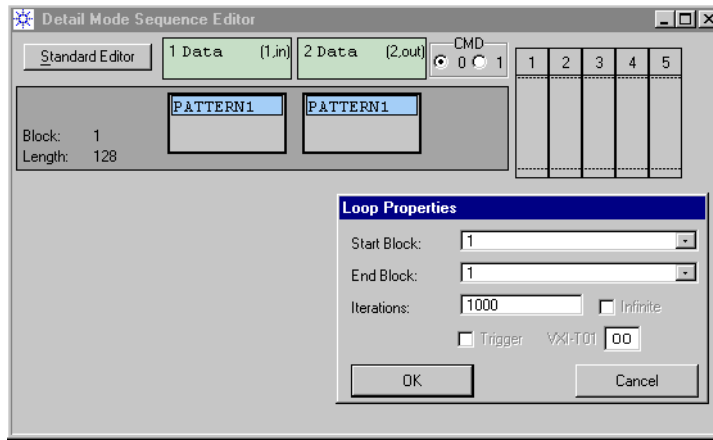 Detail Mode Sequence Editor
Standard Editor
1 Data (1,in)
2 Data (2,out)
CMD
0 1
1 2 3 4 5
PATTERN1 PATTERN1
Block: 1
Length: 128
Loop Properties
Start Block: 1
End Block: 1
Iterations: 1000 Infinite
Trigger VXI-T01 00
OK Cancel